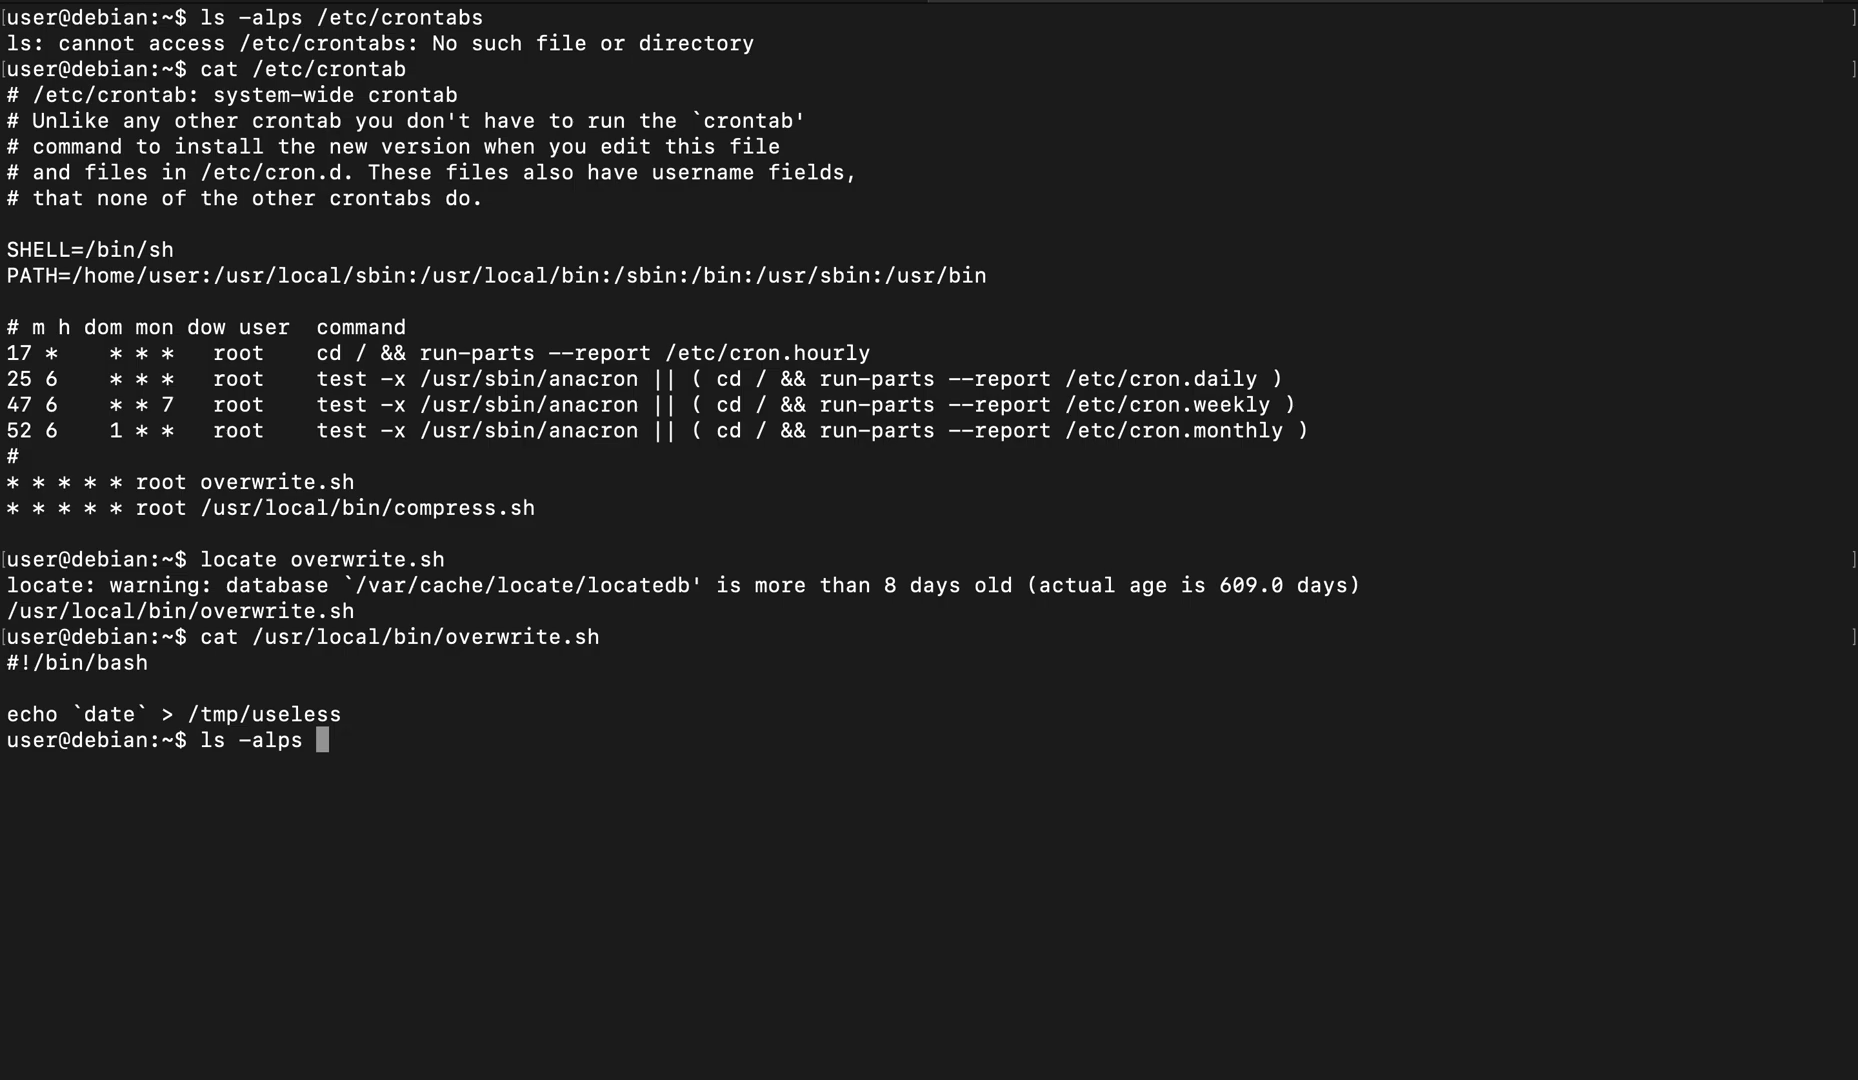 [user@debian:~$ ls -alps /etc/crontabs ]
ls: cannot access /etc/crontabs: No such file or directory
[user@debian:~$ cat /etc/crontab ]
# /etc/crontab: system-wide crontab
# Unlike any other crontab you don't have to run the `crontab'
# command to install the new version when you edit this file
# and files in /etc/cron.d. These files also have username fields,
# that none of the other crontabs do.

SHELL=/bin/sh
PATH=/home/user:/usr/local/sbin:/usr/local/bin:/sbin:/bin:/usr/sbin:/usr/bin

# m h dom mon dow user  command
17 *    * * *   root    cd / && run-parts --report /etc/cron.hourly
25 6    * * *   root    test -x /usr/sbin/anacron || ( cd / && run-parts --report /etc/cron.daily )
47 6    * * 7   root    test -x /usr/sbin/anacron || ( cd / && run-parts --report /etc/cron.weekly )
52 6    1 * *   root    test -x /usr/sbin/anacron || ( cd / && run-parts --report /etc/cron.monthly )
#
* * * * * root overwrite.sh
* * * * * root /usr/local/bin/compress.sh

[user@debian:~$ locate overwrite.sh ]
locate: warning: database `/var/cache/locate/locatedb' is more than 8 days old (actual age is 609.0 days)
/usr/local/bin/overwrite.sh
[user@debian:~$ cat /usr/local/bin/overwrite.sh ]
#!/bin/bash

echo `date` > /tmp/useless
user@debian:~$ ls -alps